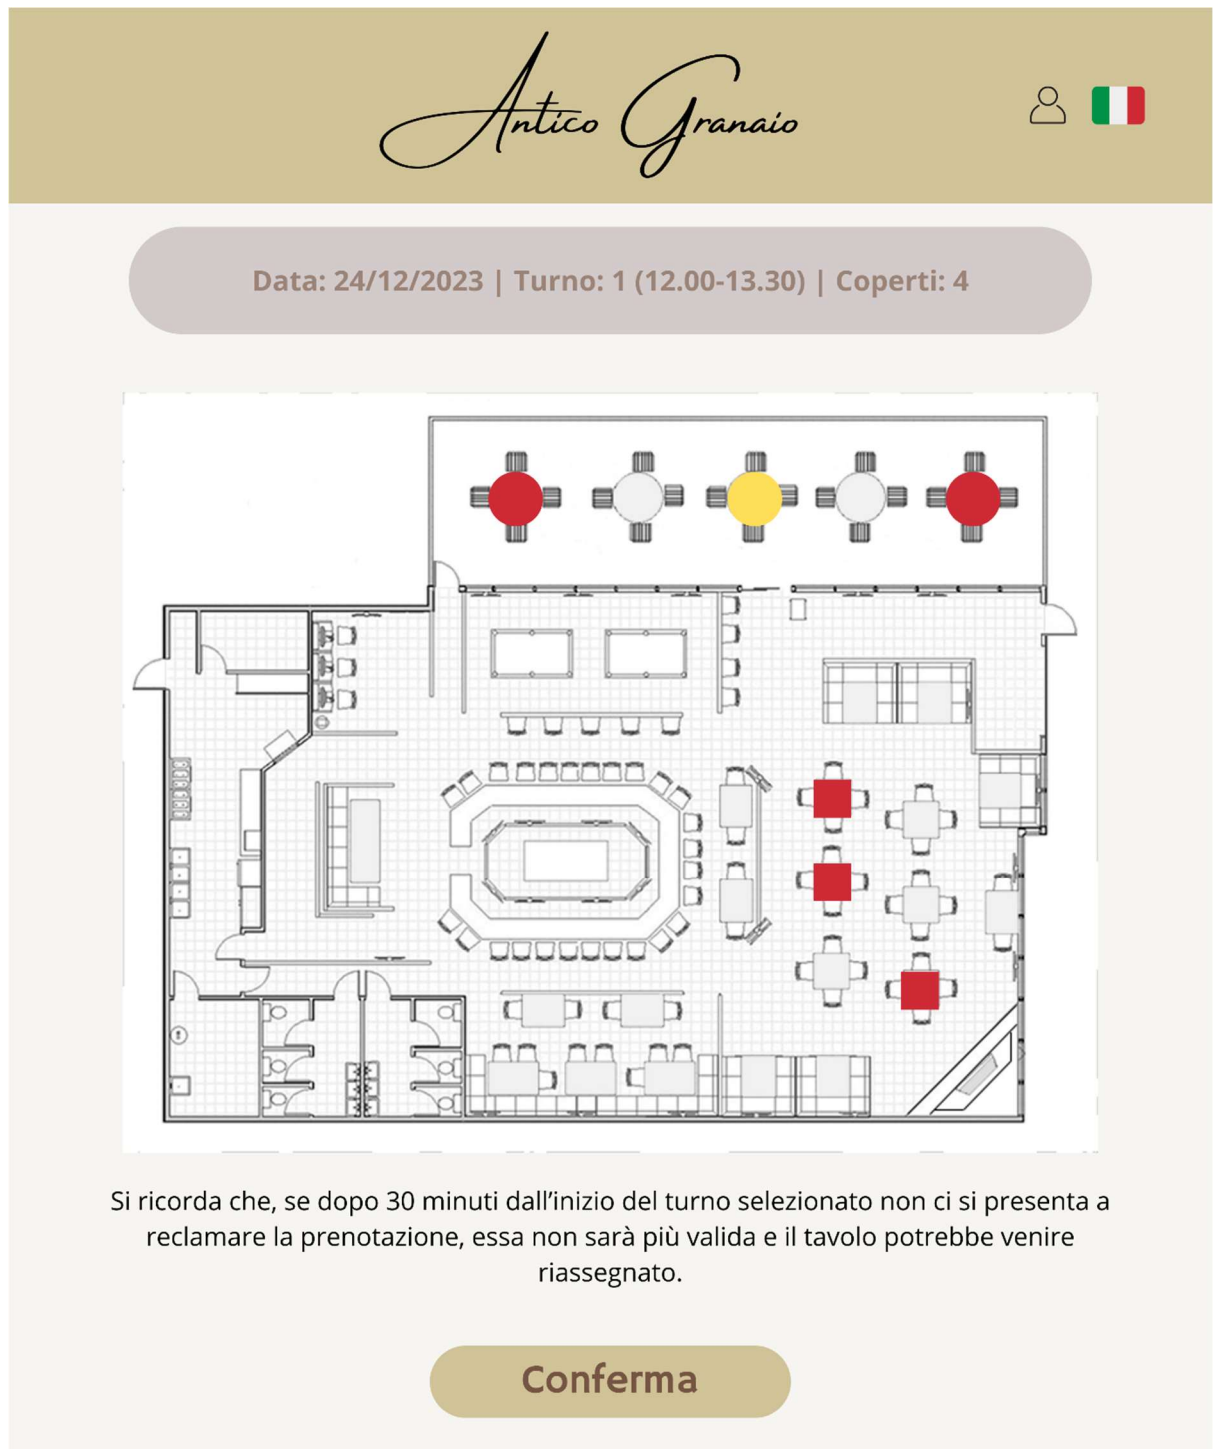 Antico Granaio
Data: 24/12/2023 | Turno: 1 (12.00-13.30) | Coperti: 4
Si ricorda che, se dopo 30 minuti dall’inizio del turno selezionato non ci si presenta a
reclamare la prenotazione, essa non sarà più valida e il tavolo potrebbe venire
riassegnato.
Conferma